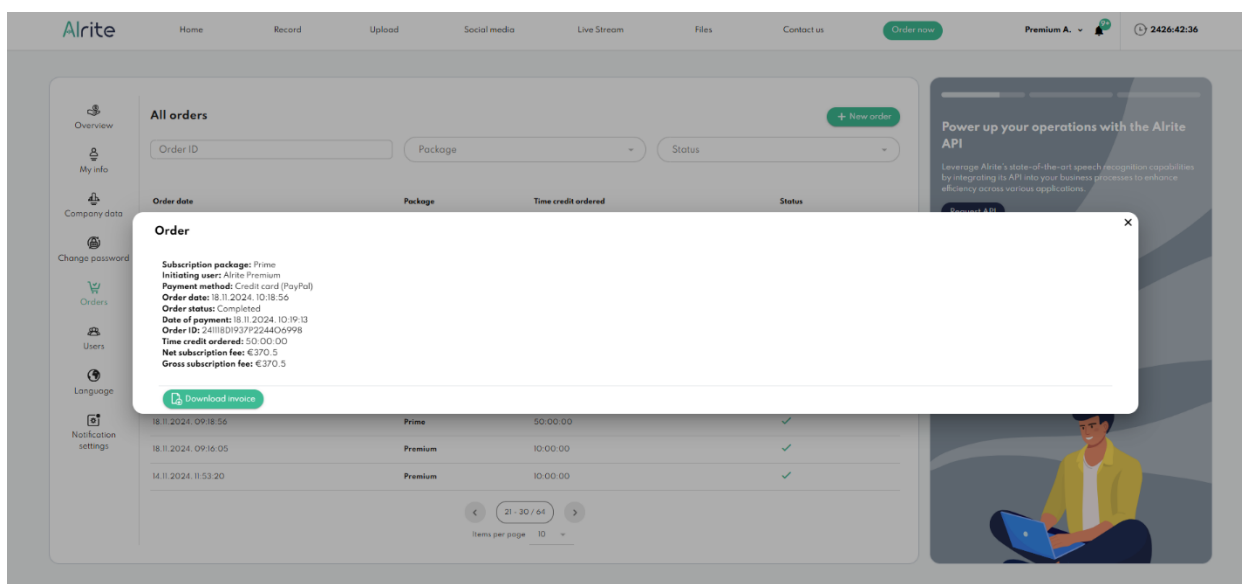 Alrite
Home Record Upload Social media Live Stream Files Contact us Order now Premium A. 9+ 2426:42:36
Overview
My info
Company data
Change password
Orders
Users
Language
Notification
settings
All orders
+ New order
Order ID Package Status
Order date Package Time credit ordered Status
Order
Subscription package: Prime
Initiating user: Alrite Premium
Payment method: Credit card (PayPal)
Order date: 18.11.2024. 10:18:56
Order status: Completed
Date of payment: 18.11.2024. 10:19:13
Order ID: 241118D1937P224406998
Time credit ordered: 50:00:00
Net subscription fee: €370.5
Gross subscription fee: €370.5
Download invoice
18.11.2024. 09:18:56 Prime 50:00:00
18.11.2024. 09:16:05 Premium 10:00:00
14.11.2024. 11:53:20 Premium 10:00:00
21 - 30 / 64
Items per page 10
Power up your operations with the Alrite
API
Leverage Alrite's state-of-the-art speech recognition capabilities
by integrating its API into your business processes to enhance
efficiency across various applications.
Request API